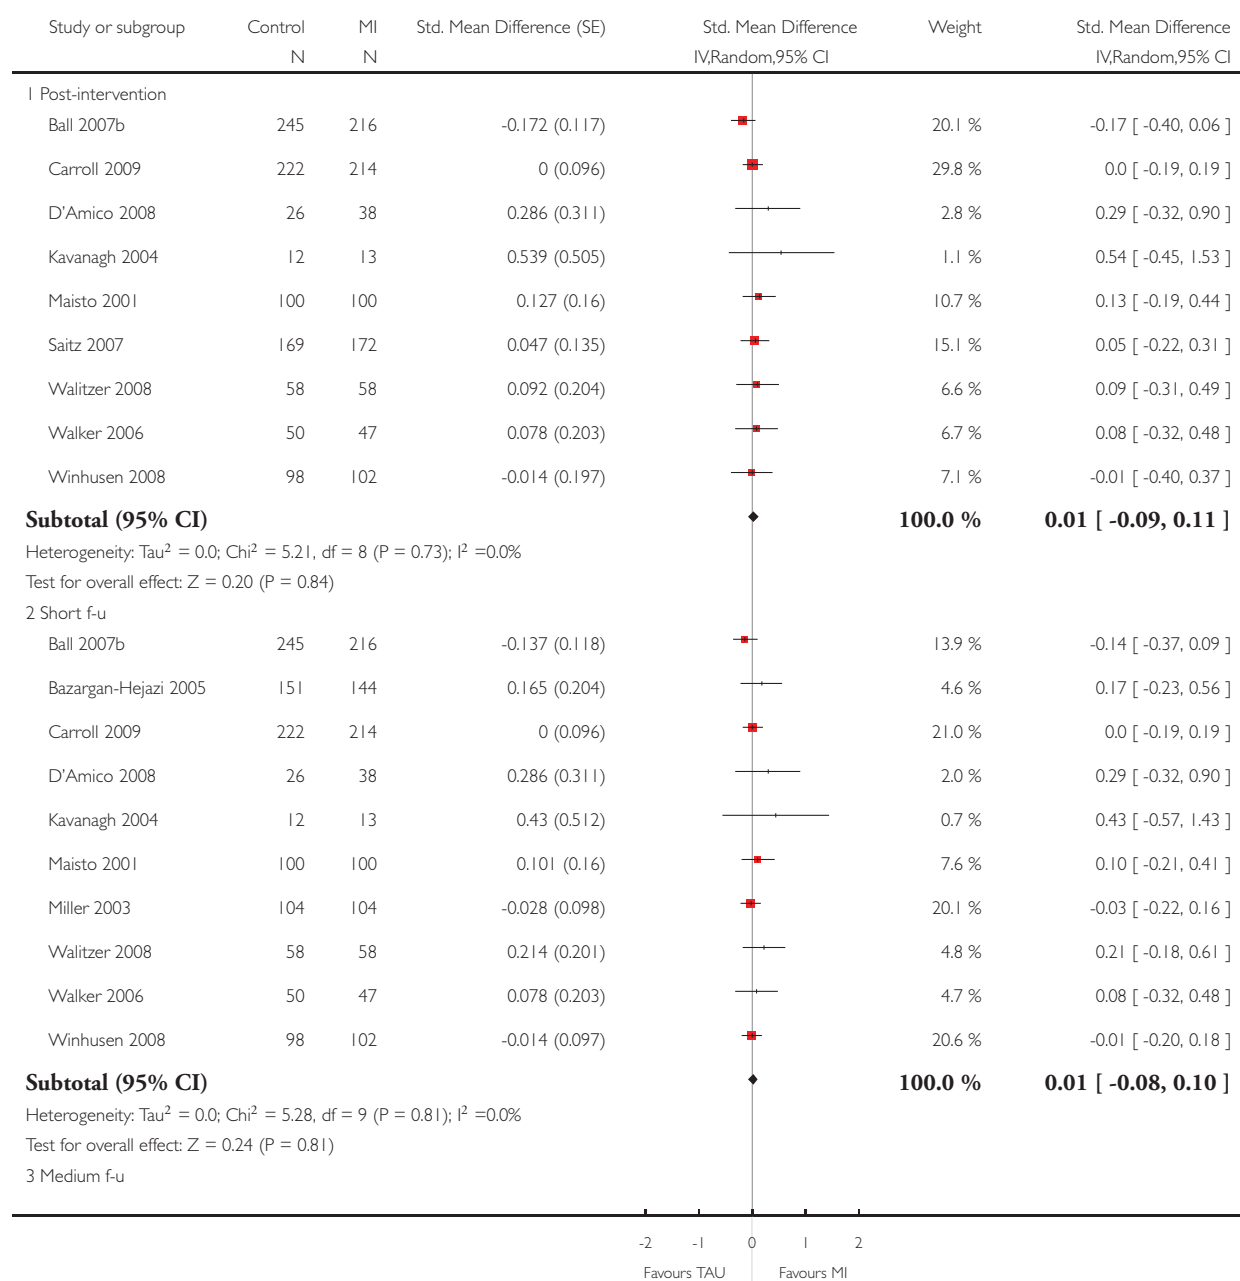 Study or subgroup Control MI Std. Mean Difference (SE) Std. Mean Difference Weight Std. Mean Difference
N N IV,Random,95% CI IV,Random,95% CI
1 Post-intervention
Ball 2007b 245 216 -0.172 (0.117) 20.1 % -0.17 [ -0.40, 0.06 ]
Carroll 2009 222 214 0 (0.096) 29.8 % 0.0 [ -0.19, 0.19 ]
D'Amico 2008 26 38 0.286 (0.311) 2.8 % 0.29 [ -0.32, 0.90 ]
Kavanagh 2004 12 13 0.539 (0.505) 1.1 % 0.54 [ -0.45, 1.53 ]
Maisto 2001 100 100 0.127 (0.16) 10.7 % 0.13 [ -0.19, 0.44 ]
Saitz 2007 169 172 0.047 (0.135) 15.1 % 0.05 [ -0.22, 0.31 ]
Walitzer 2008 58 58 0.092 (0.204) 6.6 % 0.09 [ -0.31, 0.49 ]
Walker 2006 50 47 0.078 (0.203) 6.7 % 0.08 [ -0.32, 0.48 ]
Winhusen 2008 98 102 -0.014 (0.197) 7.1 % -0.01 [ -0.40, 0.37 ]
Subtotal (95% CI) 100.0 % 0.01 [ -0.09, 0.11 ]
Heterogeneity: Tau² = 0.0; Chi² = 5.21, df = 8 (P = 0.73); I² =0.0%
Test for overall effect: Z = 0.20 (P = 0.84)
2 Short f-u
Ball 2007b 245 216 -0.137 (0.118) 13.9 % -0.14 [ -0.37, 0.09 ]
Bazargan-Hejazi 2005 151 144 0.165 (0.204) 4.6 % 0.17 [ -0.23, 0.56 ]
Carroll 2009 222 214 0 (0.096) 21.0 % 0.0 [ -0.19, 0.19 ]
D'Amico 2008 26 38 0.286 (0.311) 2.0 % 0.29 [ -0.32, 0.90 ]
Kavanagh 2004 12 13 0.43 (0.512) 0.7 % 0.43 [ -0.57, 1.43 ]
Maisto 2001 100 100 0.101 (0.16) 7.6 % 0.10 [ -0.21, 0.41 ]
Miller 2003 104 104 -0.028 (0.098) 20.1 % -0.03 [ -0.22, 0.16 ]
Walitzer 2008 58 58 0.214 (0.201) 4.8 % 0.21 [ -0.18, 0.61 ]
Walker 2006 50 47 0.078 (0.203) 4.7 % 0.08 [ -0.32, 0.48 ]
Winhusen 2008 98 102 -0.014 (0.097) 20.6 % -0.01 [ -0.20, 0.18 ]
Subtotal (95% CI) 100.0 % 0.01 [ -0.08, 0.10 ]
Heterogeneity: Tau² = 0.0; Chi² = 5.28, df = 9 (P = 0.81); I² =0.0%
Test for overall effect: Z = 0.24 (P = 0.81)
3 Medium f-u
-2 -1 0 1 2
Favours TAU Favours MI